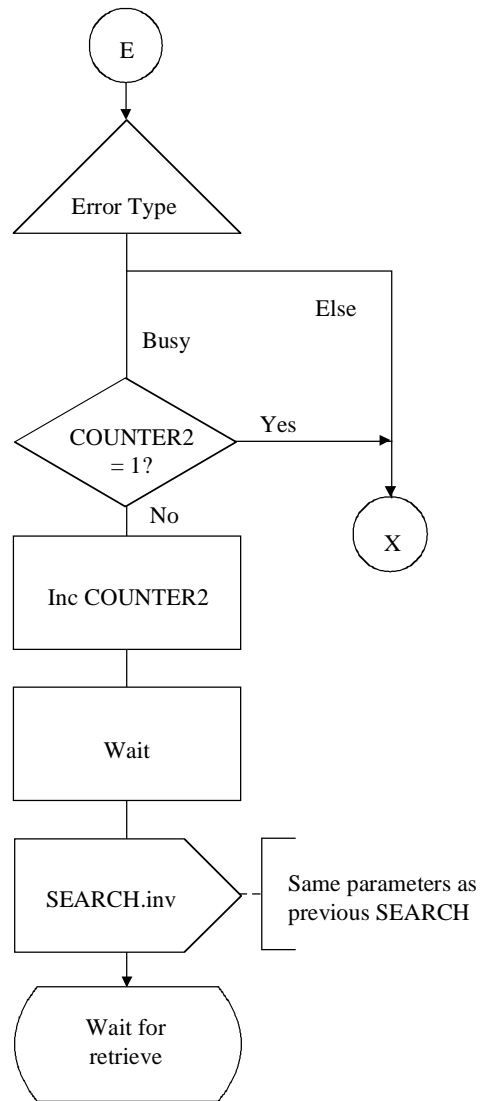 E
Error Type
Else
Busy
Yes
COUNTER2
= 1?
No
X
Inc COUNTER2
Wait
SEARCH.inv
Same parameters as
previous SEARCH
Wait for
retrieve